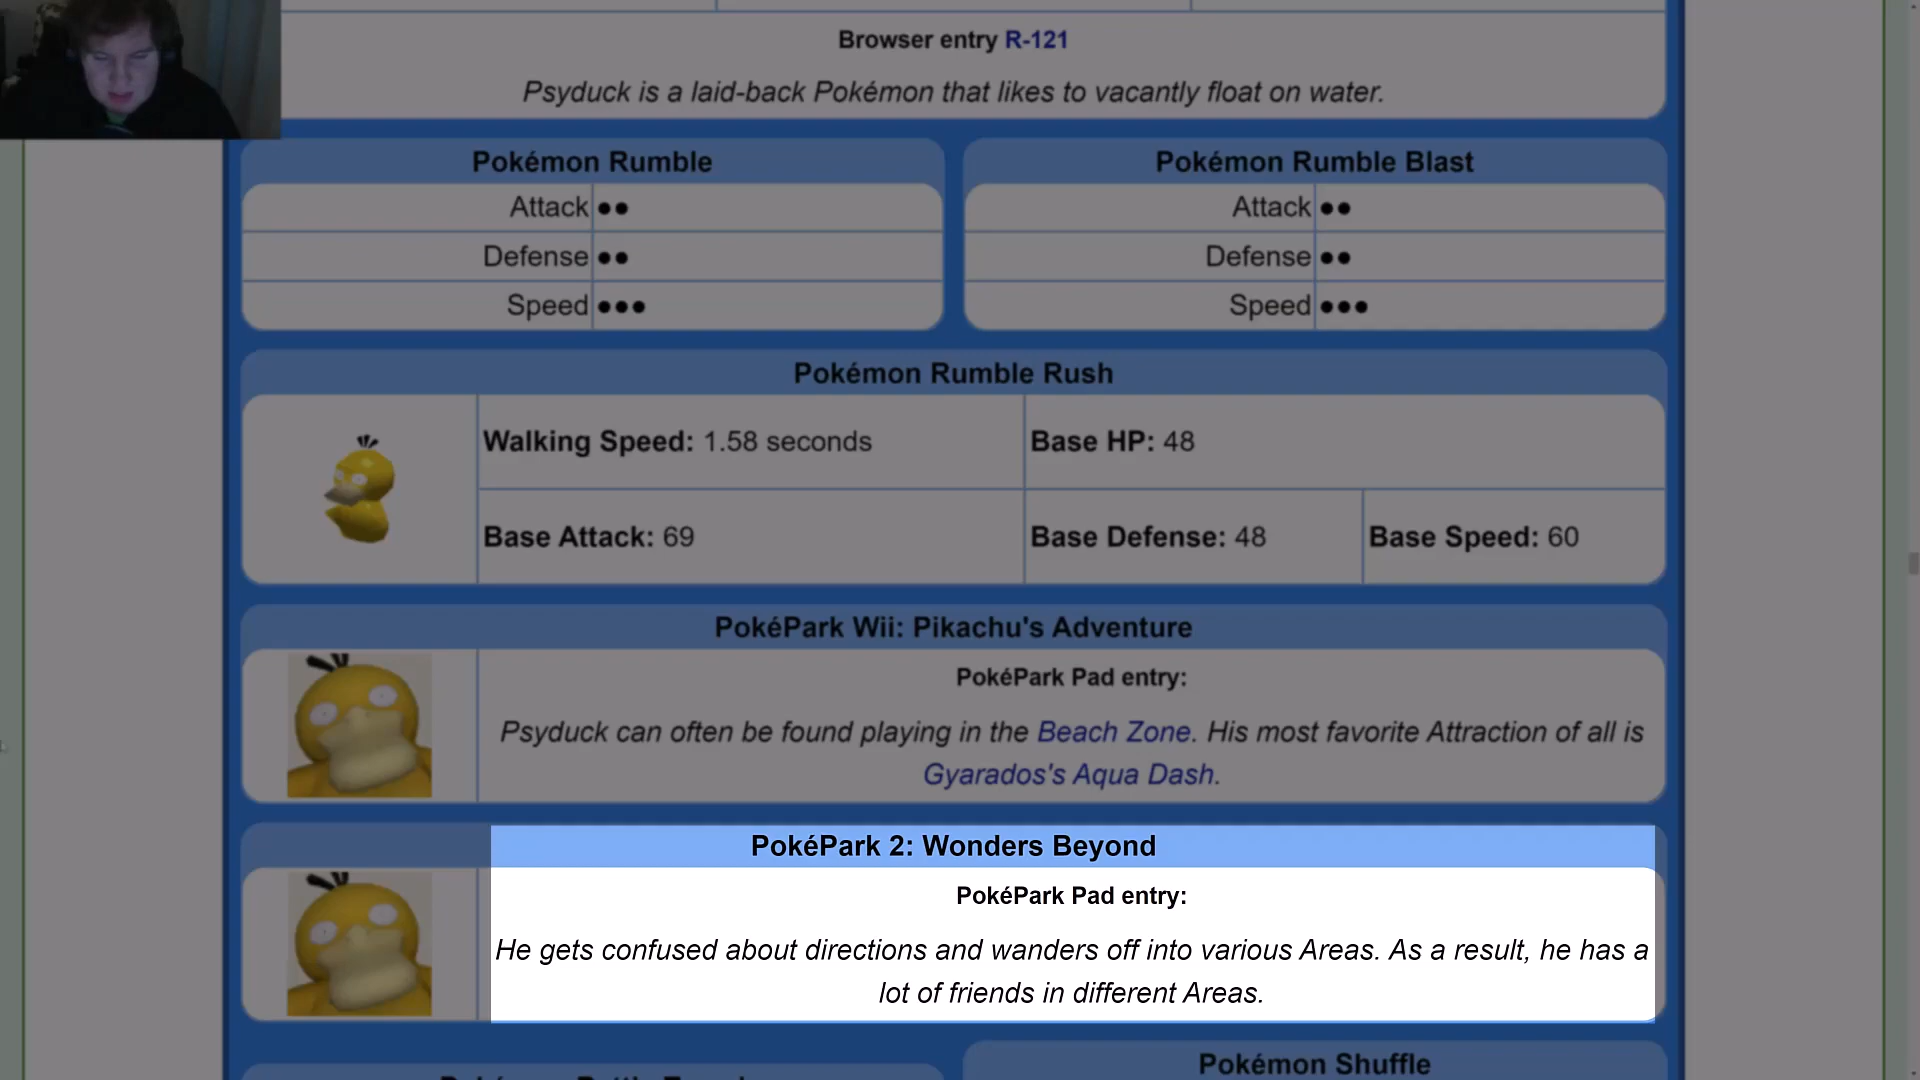 Browser entry R-121
Psyduck is a laid-back Pokémon that likes to vacantly float on water.
Pokémon Rumble
Attack ●●
Defense ●●
Speed ●●●
Pokémon Rumble Blast
Attack ●●
Defense ●●
Speed ●●●
Pokémon Rumble Rush
Walking Speed: 1.58 seconds
Base HP: 48
Base Attack: 69
Base Defense: 48
Base Speed: 60
PokéPark Wii: Pikachu's Adventure
PokéPark Pad entry:
Psyduck can often be found playing in the Beach Zone. His most favorite Attraction of all is
Gyarados's Aqua Dash.
PokéPark 2: Wonders Beyond
PokéPark Pad entry:
He gets confused about directions and wanders off into various Areas. As a result, he has a
lot of friends in different Areas.
Pokémon Shuffle